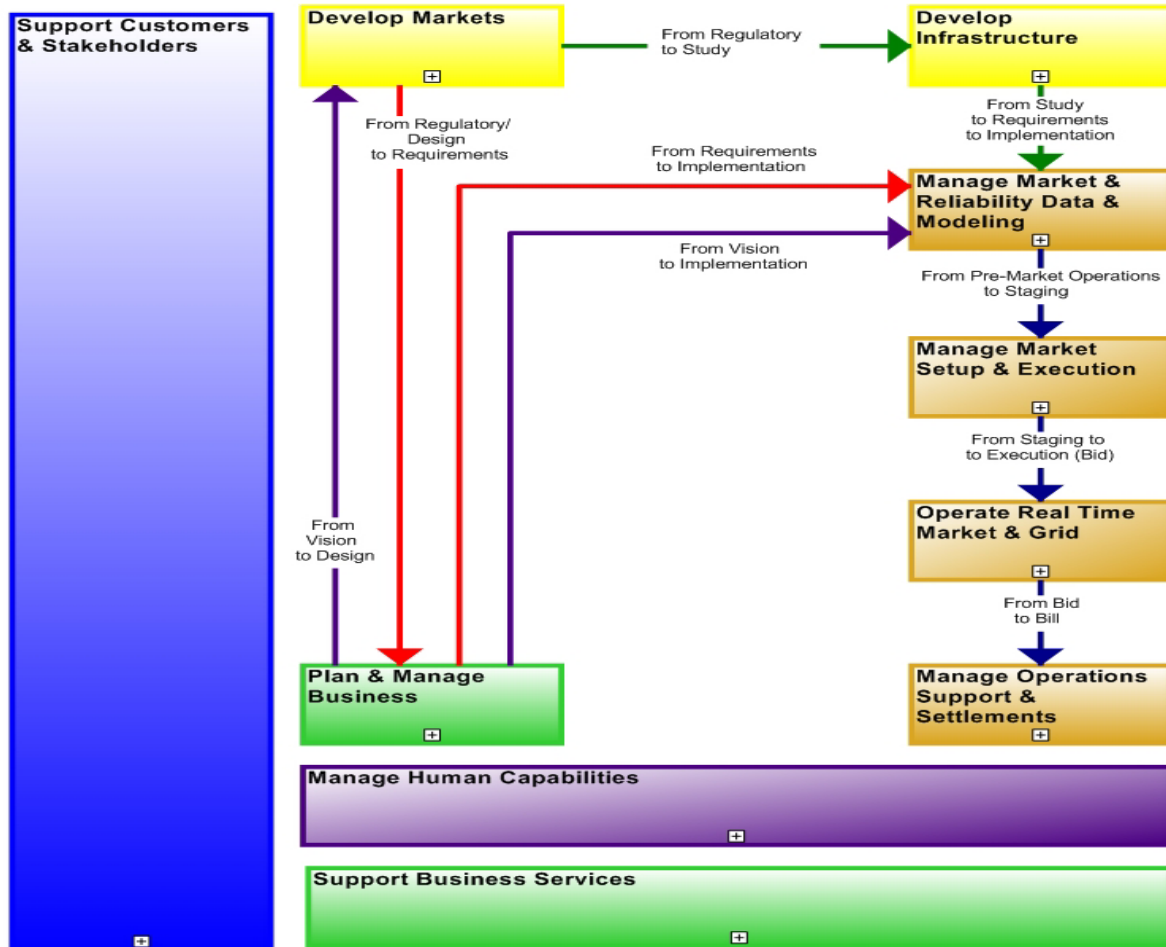 Support Customers
& Stakeholders
Develop Markets
From Regulatory
to Study
Develop
Infrastructure
From Regulatory/
Design
to Requirements
From Study
to Requirements
to Implementation
From Requirements
to Implementation
Manage Market &
Reliability Data &
Modeling
From Vision
to Implementation
From Pre-Market Operations
to Staging
Manage Market
Setup & Execution
From Staging to
to Execution (Bid)
Operate Real Time
Market & Grid
From
Vision
to Design
From Bid
to Bill
Plan & Manage
Business
Manage Operations
Support &
Settlements
Manage Human Capabilities
Support Business Services